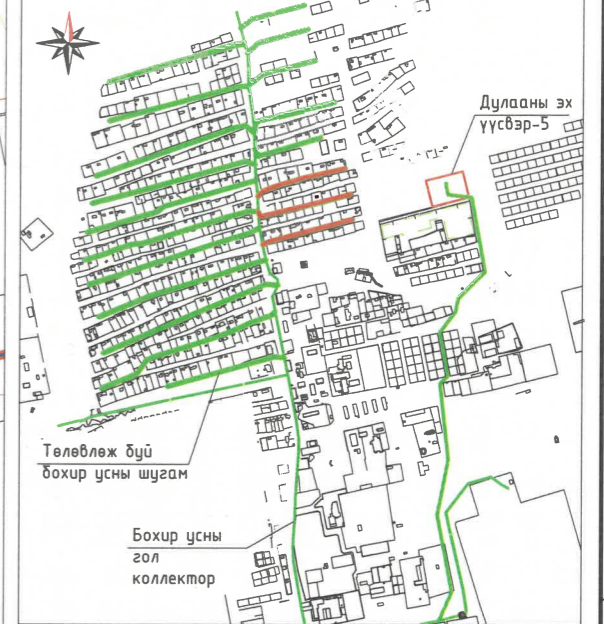 Дулааны эх
үүсвэр-5
Төлөвлөж буй
бохир усны шугам
Бохир усны
гол
коллектор